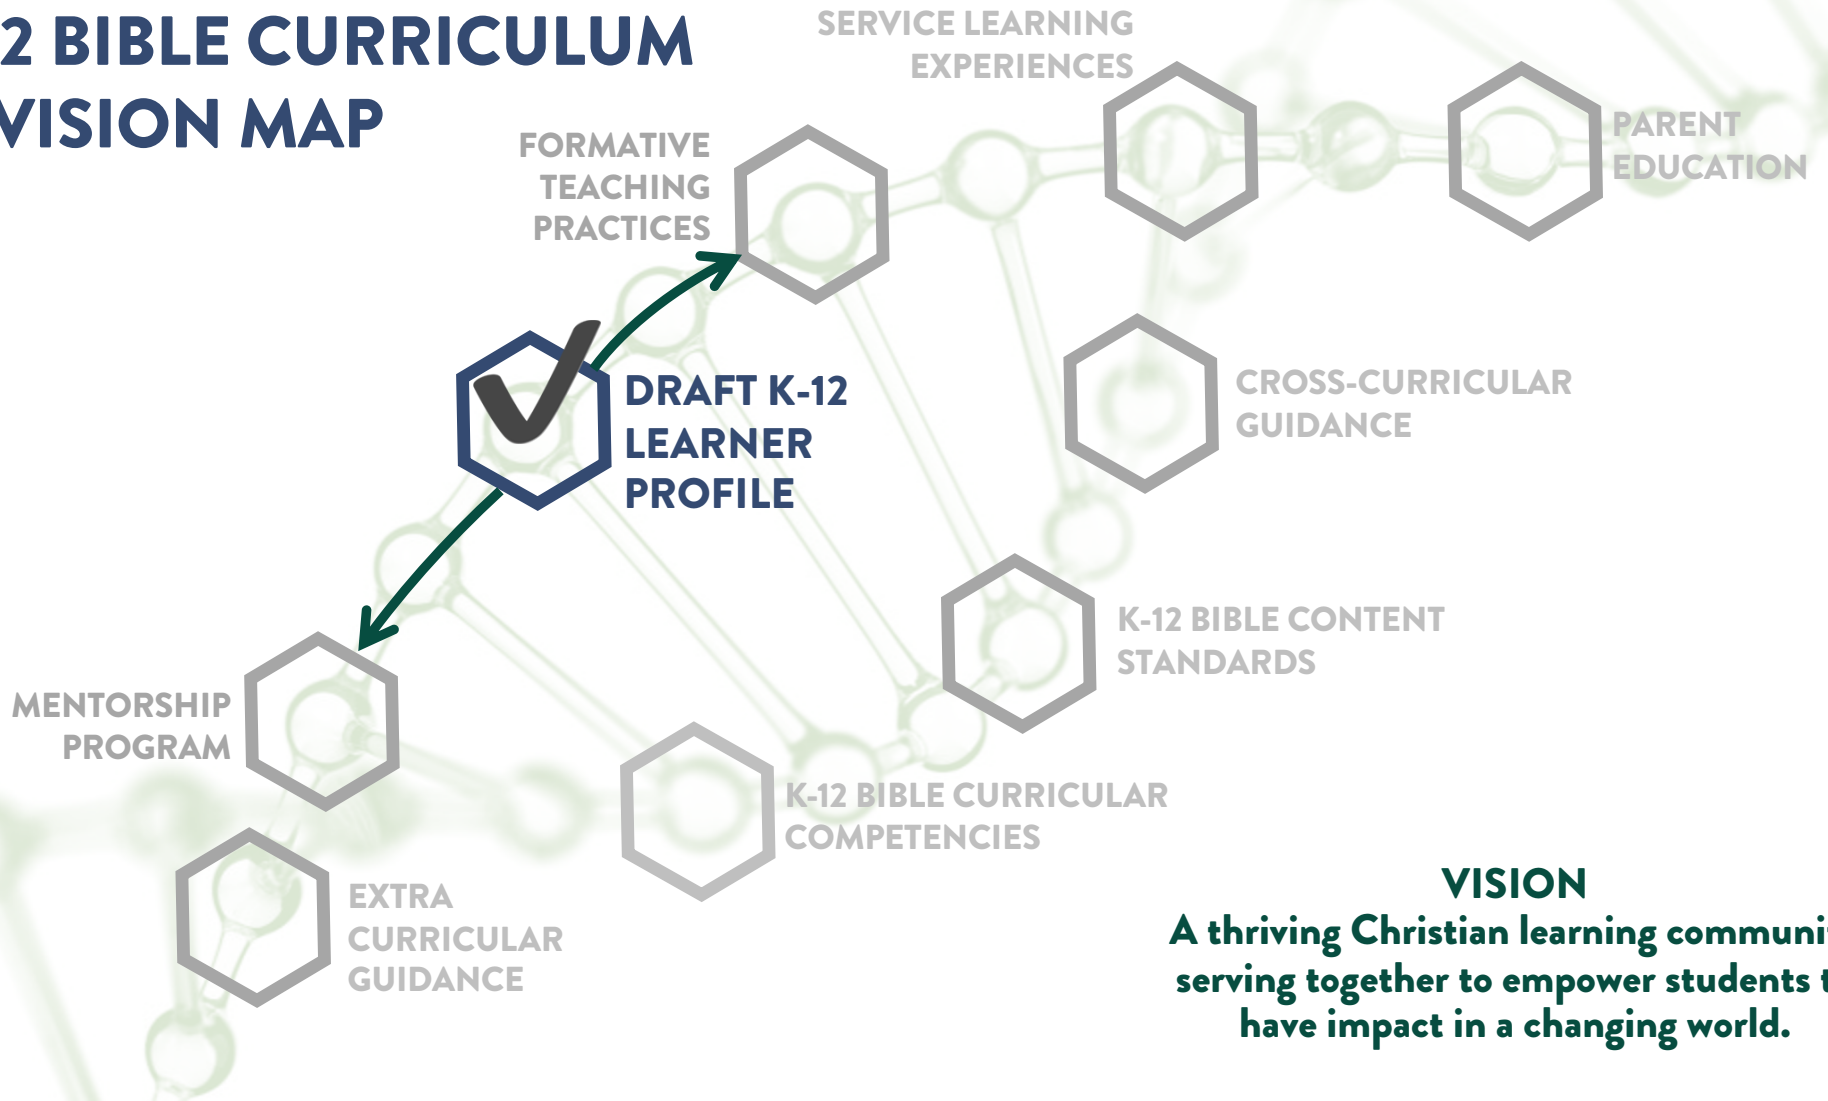 2 BIBLE CURRICULUM
VISION MAP
SERVICE LEARNING
EXPERIENCES
PARENT
EDUCATION
FORMATIVE
TEACHING
PRACTICES
DRAFT K-12
LEARNER
PROFILE
CROSS-CURRICULAR
GUIDANCE
K-12 BIBLE CONTENT
STANDARDS
MENTORSHIP
PROGRAM
K-12 BIBLE CURRICULAR
COMPETENCIES
EXTRA
CURRICULAR
GUIDANCE
VISION
A thriving Christian learning communi
serving together to empower students t
have impact in a changing world.